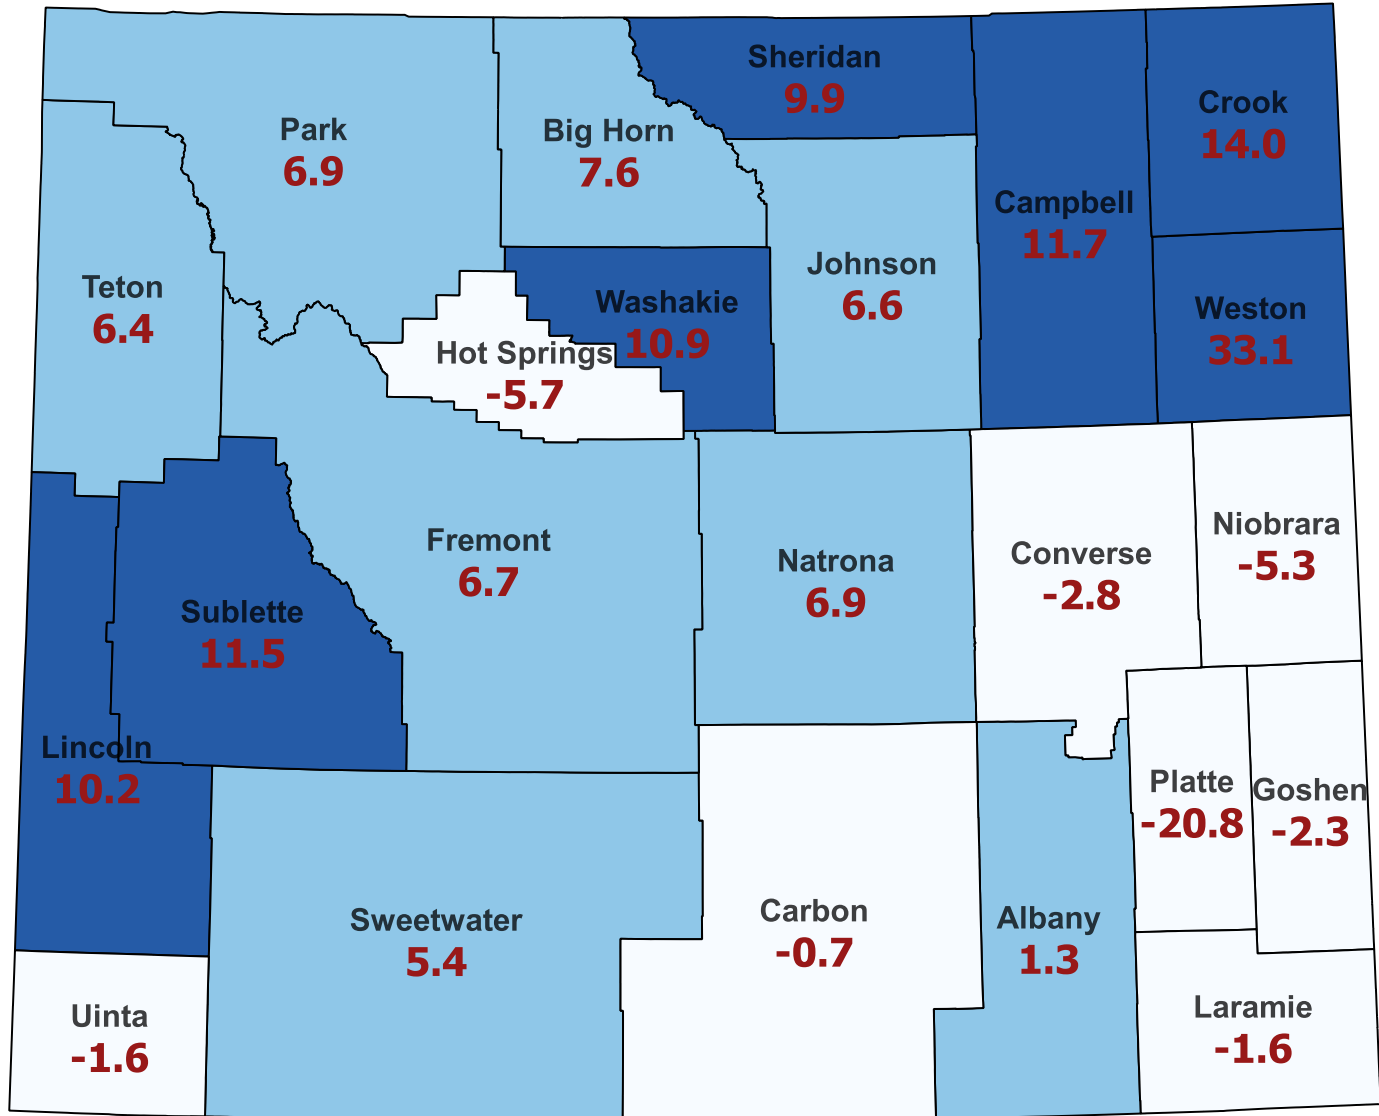 Sheridan
9.9
Crook
14.0
Park
6.9
Big Horn
7.6
Campbell
11.7
Johnson
6.6
Teton
6.4
Washakie
10.9
Weston
33.1
Hot Springs
-5.7
Niobrara
-5.3
Fremont
6.7
Converse
-2.8
Natrona
6.9
Sublette
11.5
Lincoln
10.2
Platte
-20.8
Goshen
-2.3
Carbon
-0.7
Albany
1.3
Sweetwater
5.4
Laramie
-1.6
Uinta
-1.6